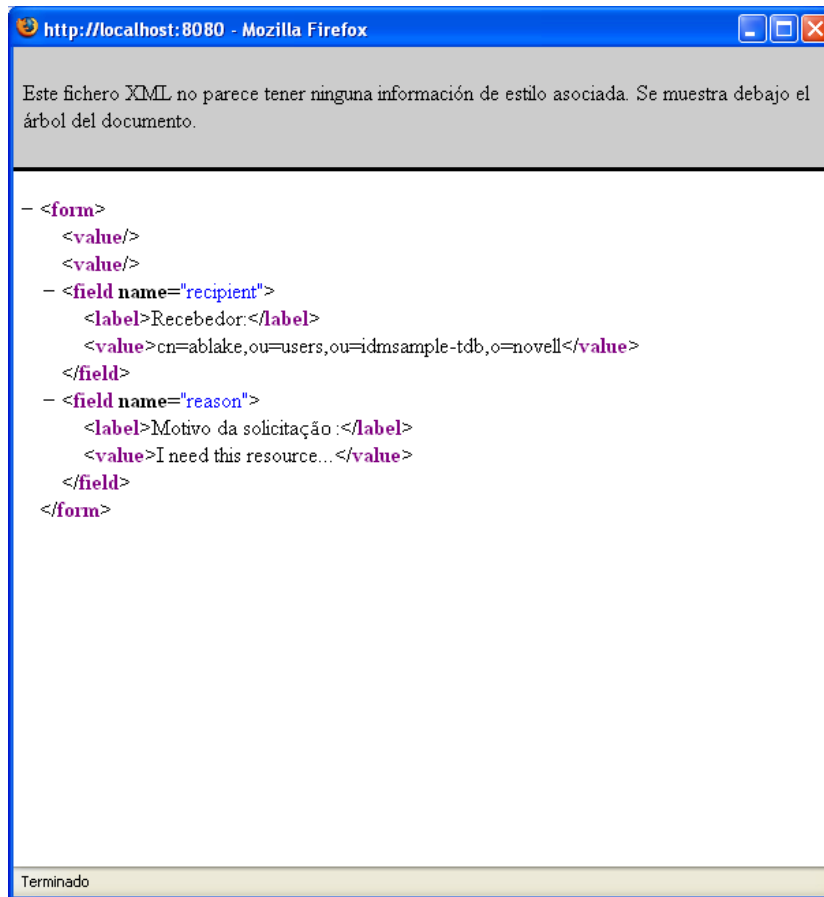 http://localhost:8080 - Mozilla Firefox
Este fichero XML no parece tener ninguna información de estilo asociada. Se muestra debajo el
árbol del documento.
− <form>
<value/>
<value/>
− <field name="recipient">
<label>Recebedor:</label>
<value>cn=ablake,ou=users,ou=idmsample-tdb,o=novell</value>
</field>
− <field name="reason">
<label>Motivo da solicitação :</label>
<value>I need this resource...</value>
</field>
</form>
Terminado